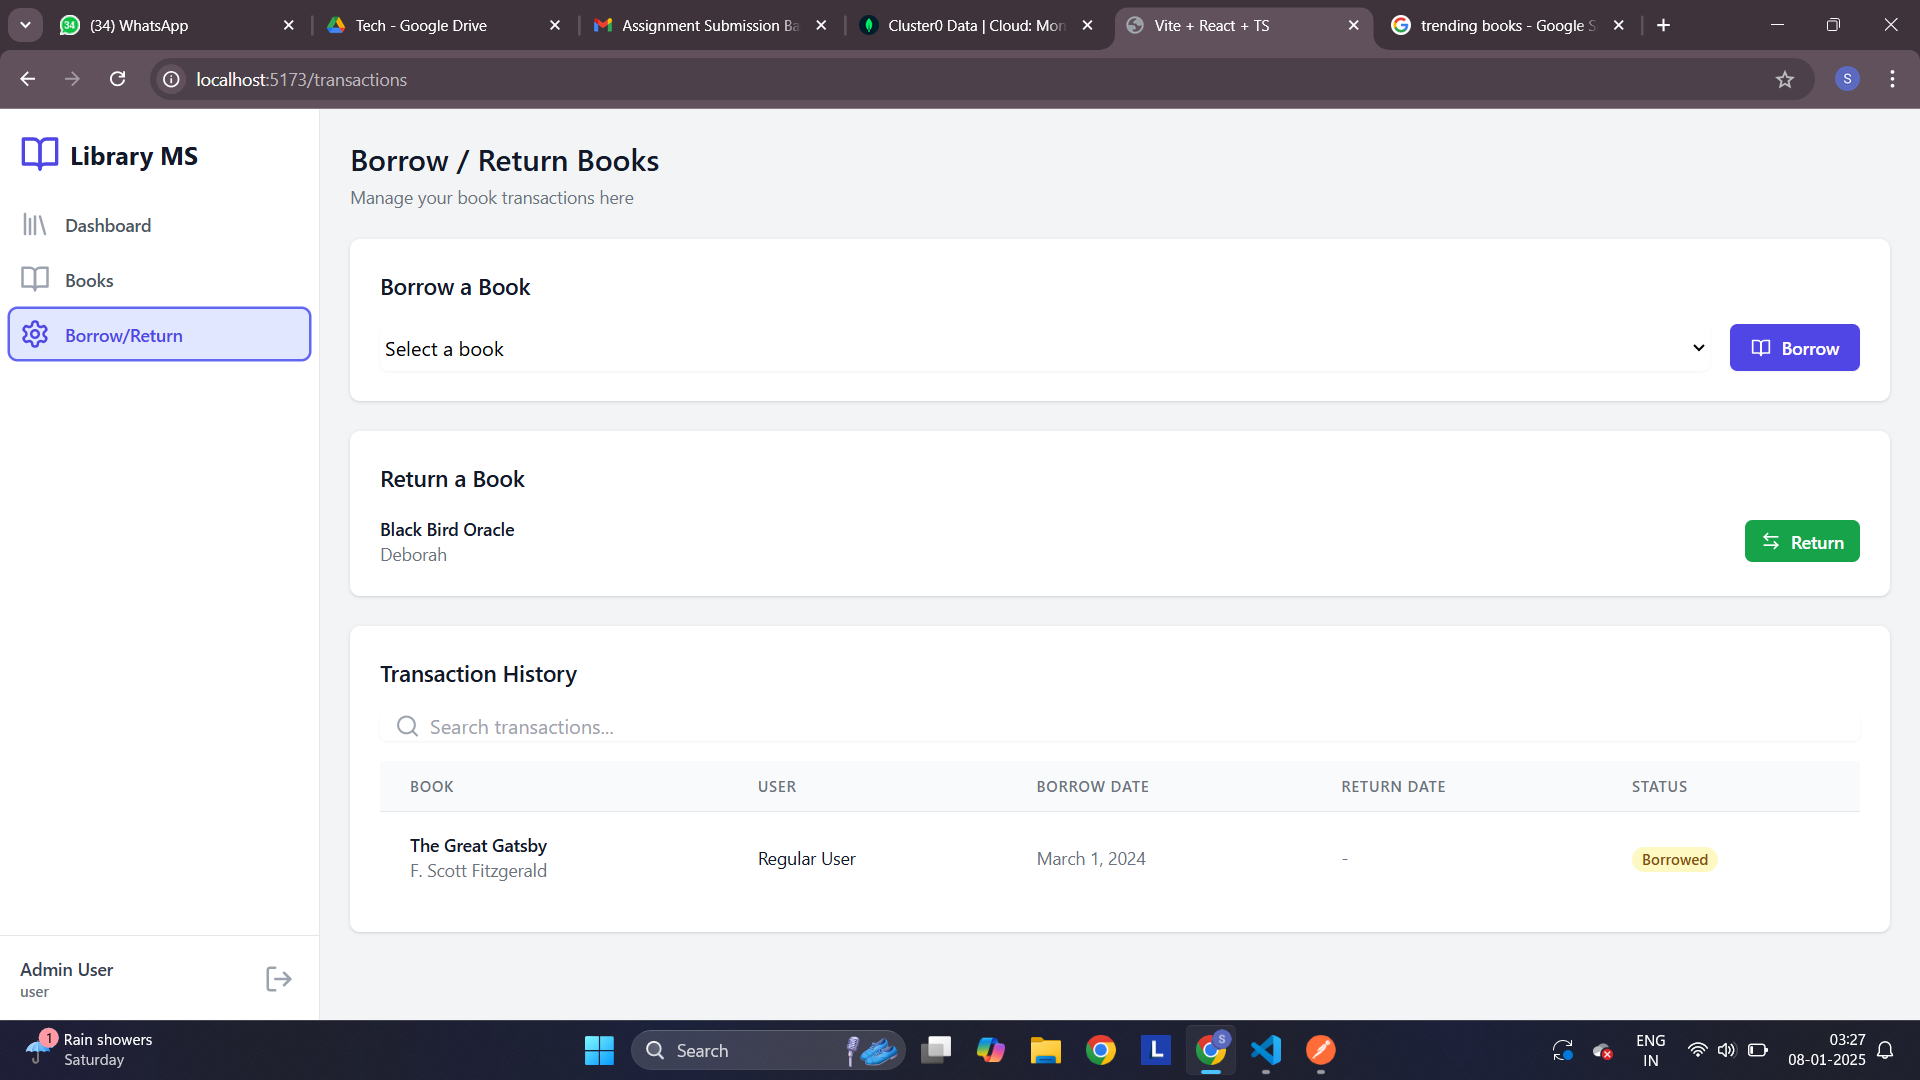 34
(34) WhatsApp
Tech - Google Drive
Assignment Submission Ba
Cluster0 Data | Cloud: Mon
Vite + React + TS
trending books - Google S
localhost:5173/transactions
S
Library MS
Dashboard
Books
Borrow/Return
Borrow / Return Books
Manage your book transactions here
Borrow a Book
Select a book
Borrow
Return a Book
Black Bird Oracle
Deborah
Return
Transaction History
Search transactions...
BOOK USER BORROW DATE RETURN DATE STATUS
The Great Gatsby
F. Scott Fitzgerald
Regular User
March 1, 2024
-
Borrowed
Admin User
user
1
Rain showers
Saturday
Search
L
S
ENG
IN
03:27
08-01-2025